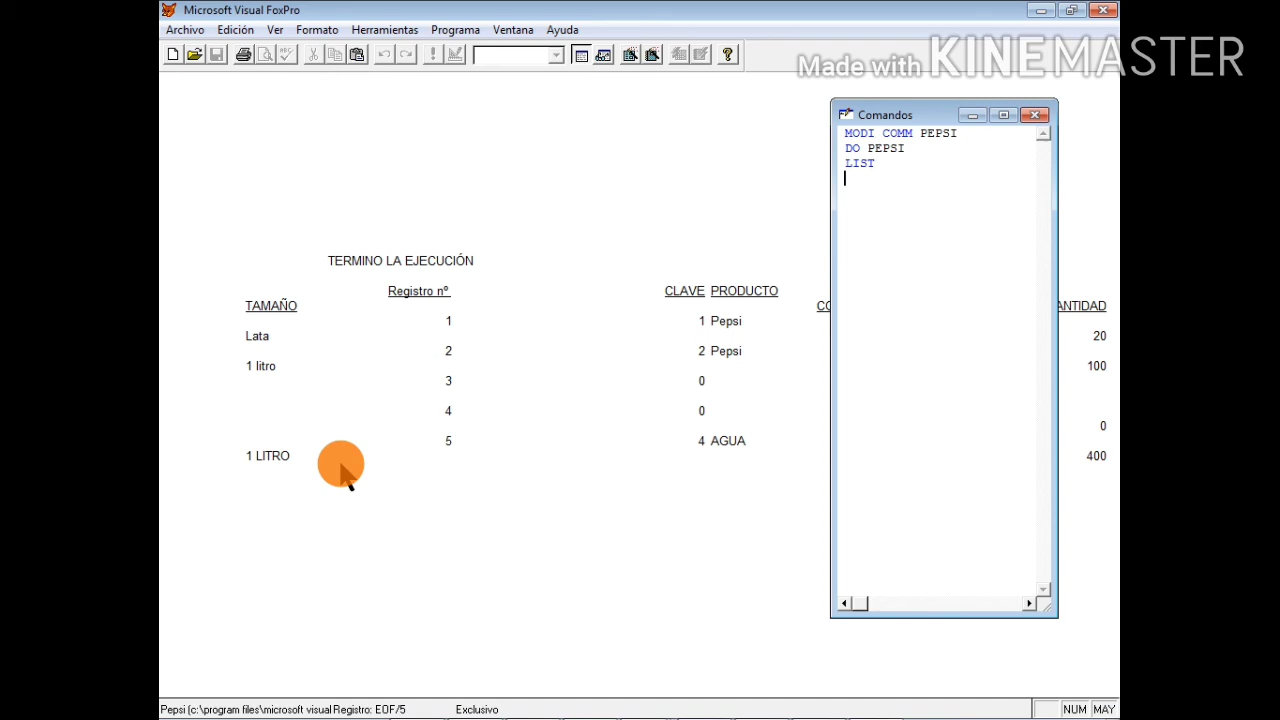 Microsoft Visual FoxPro
Archivo Edición Ver Formato Herramientas Programa Ventana Ayuda
Made with KINEMASTER
Comandos
MODI COMM PEPSI
DO PEPSI
LIST
TERMINO LA EJECUCIÓN
Registro nº CLAVE PRODUCTO
TAMAÑO CO ANTIDAD
1 1 Pepsi
Lata 20
2 2 Pepsi
1 litro 100
3 0
4 0
0
5 4 AGUA
1 LITRO 400
Pepsi (c:\program files\microsoft visual Registro: EOF/5 Exclusivo NUM MAY